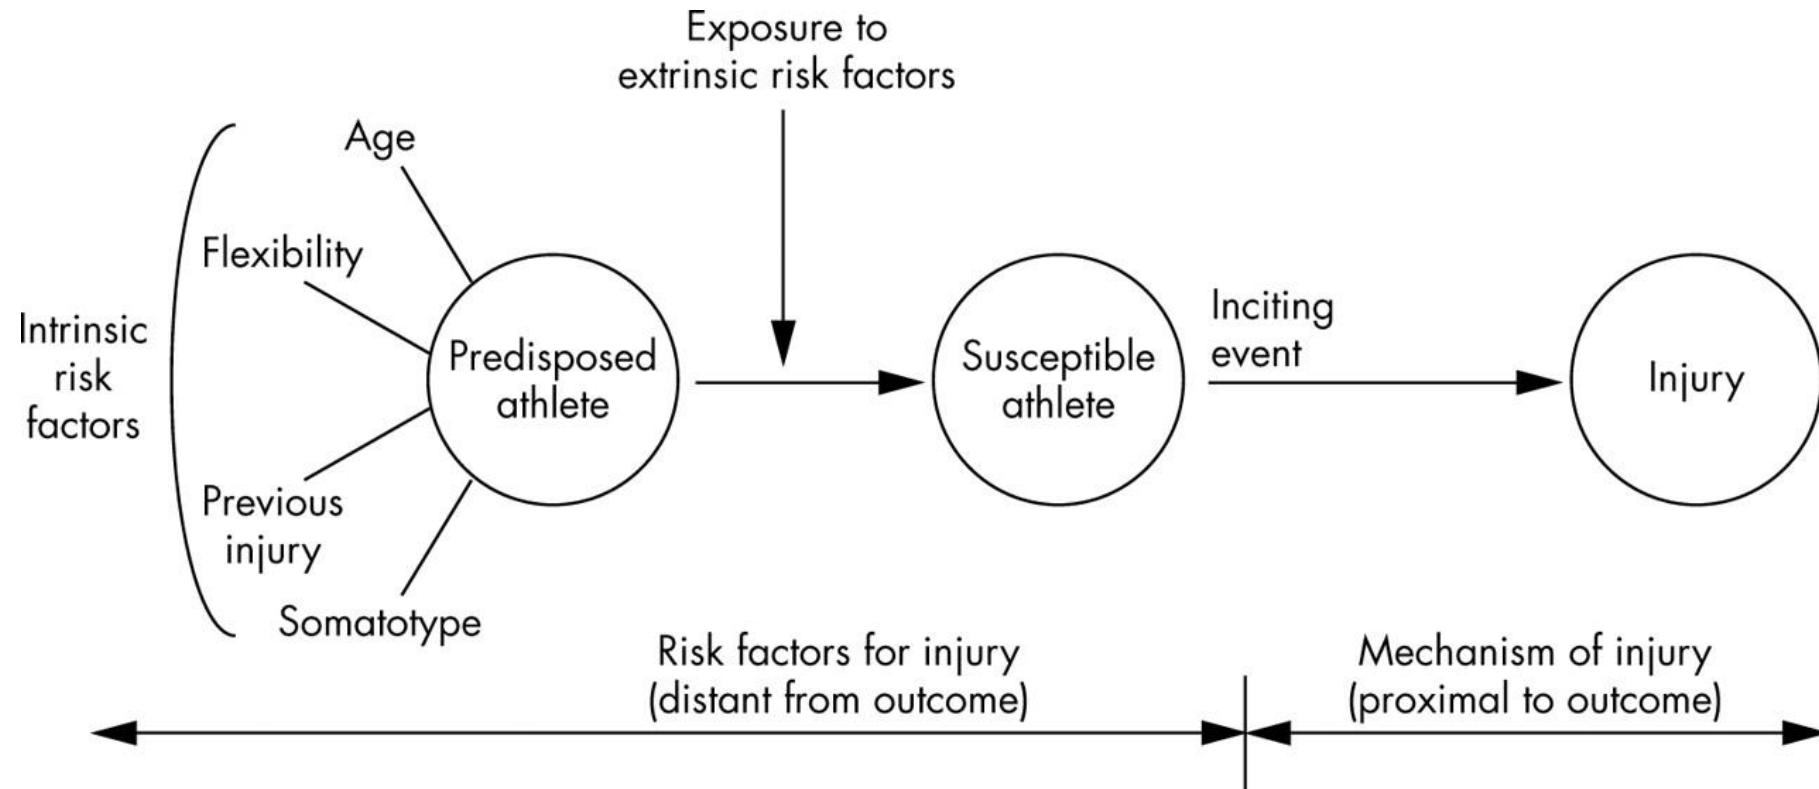 Exposure to
extrinsic risk factors
Age
Flexibility
Intrinsic
risk
factors
Previous
injury
Somatotype
Predisposed
athlete
Susceptible
athlete
Inciting
event
Injury
Risk factors for injury
(distant from outcome)
Mechanism of injury
(proximal to outcome)